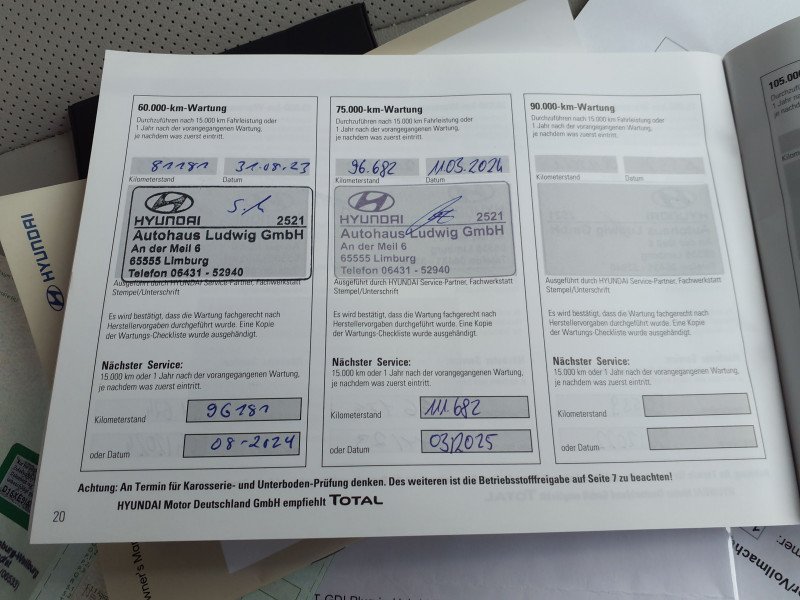 60.000-km-Wartung
Durchzuführen nach 15.000 km Fahrleistung oder
1 Jahr nach der vorangegangenen Wartung,
je nachdem was zuerst eintritt.
81181 31.08.23
Kilometerstand Datum
HYUNDAI 2521
Autohaus Ludwig GmbH
An der Meil 6
65555 Limburg
Telefon 06431 - 52940
Ausgeführt durch HYUNDAI Service-Partner, Fachwerkstatt
Stempel/Unterschrift
Es wird bestätigt, dass die Wartung fachgerecht nach
Herstellervorgaben durchgeführt wurde. Eine Kopie
der Wartungs-Checkliste wurde ausgehändigt.
Nächster Service:
15.000 km oder 1 Jahr nach der vorangegangenen Wartung,
je nachdem was zuerst eintritt.
Kilometerstand 96181
oder Datum 08-2024
75.000-km-Wartung
Durchzuführen nach 15.000 km Fahrleistung oder
1 Jahr nach der vorangegangenen Wartung,
je nachdem was zuerst eintritt.
96.682 11.03.2024
Kilometerstand Datum
HYUNDAI 2521
Autohaus Ludwig GmbH
An der Meil 6
65555 Limburg
Telefon 06431 - 52940
Ausgeführt durch HYUNDAI Service-Partner, Fachwerkstatt
Stempel/Unterschrift
Es wird bestätigt, dass die Wartung fachgerecht nach
Herstellervorgaben durchgeführt wurde. Eine Kopie
der Wartungs-Checkliste wurde ausgehändigt.
Nächster Service:
15.000 km oder 1 Jahr nach der vorangegangenen Wartung,
je nachdem was zuerst eintritt.
Kilometerstand 111.682
oder Datum 03/2025
90.000-km-Wartung
Durchzuführen nach 15.000 km Fahrleistung oder
1 Jahr nach der vorangegangenen Wartung,
je nachdem was zuerst eintritt.
Kilometerstand Datum
Ausgeführt durch HYUNDAI Service-Partner, Fachwerkstatt
Stempel/Unterschrift
Es wird bestätigt, dass die Wartung fachgerecht nach
Herstellervorgaben durchgeführt wurde. Eine Kopie
der Wartungs-Checkliste wurde ausgehändigt.
Nächster Service:
15.000 km oder 1 Jahr nach der vorangegangenen Wartung,
je nachdem was zuerst eintritt.
Kilometerstand
oder Datum
Achtung: An Termin für Karosserie- und Unterboden-Prüfung denken. Des weiteren ist die Betriebsstofffreigabe auf Seite 7 zu beachten!
HYUNDAI Motor Deutschland GmbH empfiehlt TOTAL
20
HYUNDAI
105.000